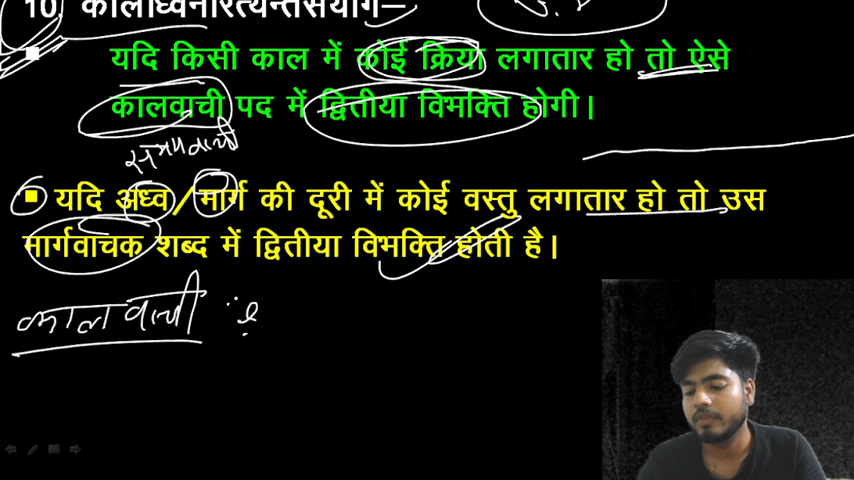 10. कालाध्वनोरत्यन्तसंयोगे–
यदि किसी काल में कोई क्रिया लगातार हो तो ऐसे
कालवाची पद में द्वितीया विभक्ति होगी।
समयवाची
यदि अध्व/मार्ग की दूरी में कोई वस्तु लगातार हो तो उस
मार्गवाचक शब्द में द्वितीया विभक्ति होती है।
कालवाची